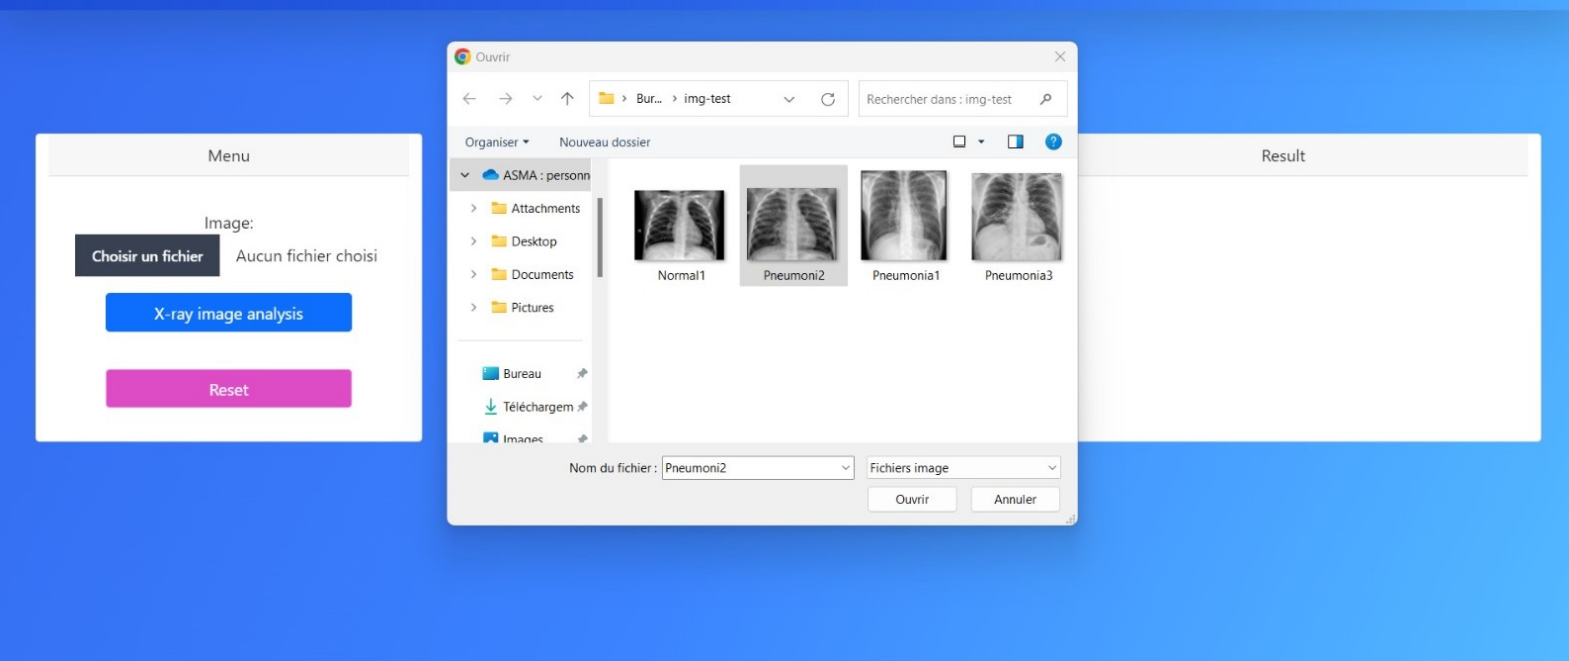 Ouvrir
Bur... > img-test
Rechercher dans : img-test
Organiser
Nouveau dossier
Menu
Image:
Choisir un fichier
Aucun fichier choisi
X-ray image analysis
Reset
ASMA : personn
Attachments
Desktop
Documents
Pictures
Bureau
Téléchargem
Images
Normal1
Pneumoni2
Pneumonia1
Pneumonia3
Nom du fichier : Pneumoni2
Fichiers image
Ouvrir
Annuler
Result